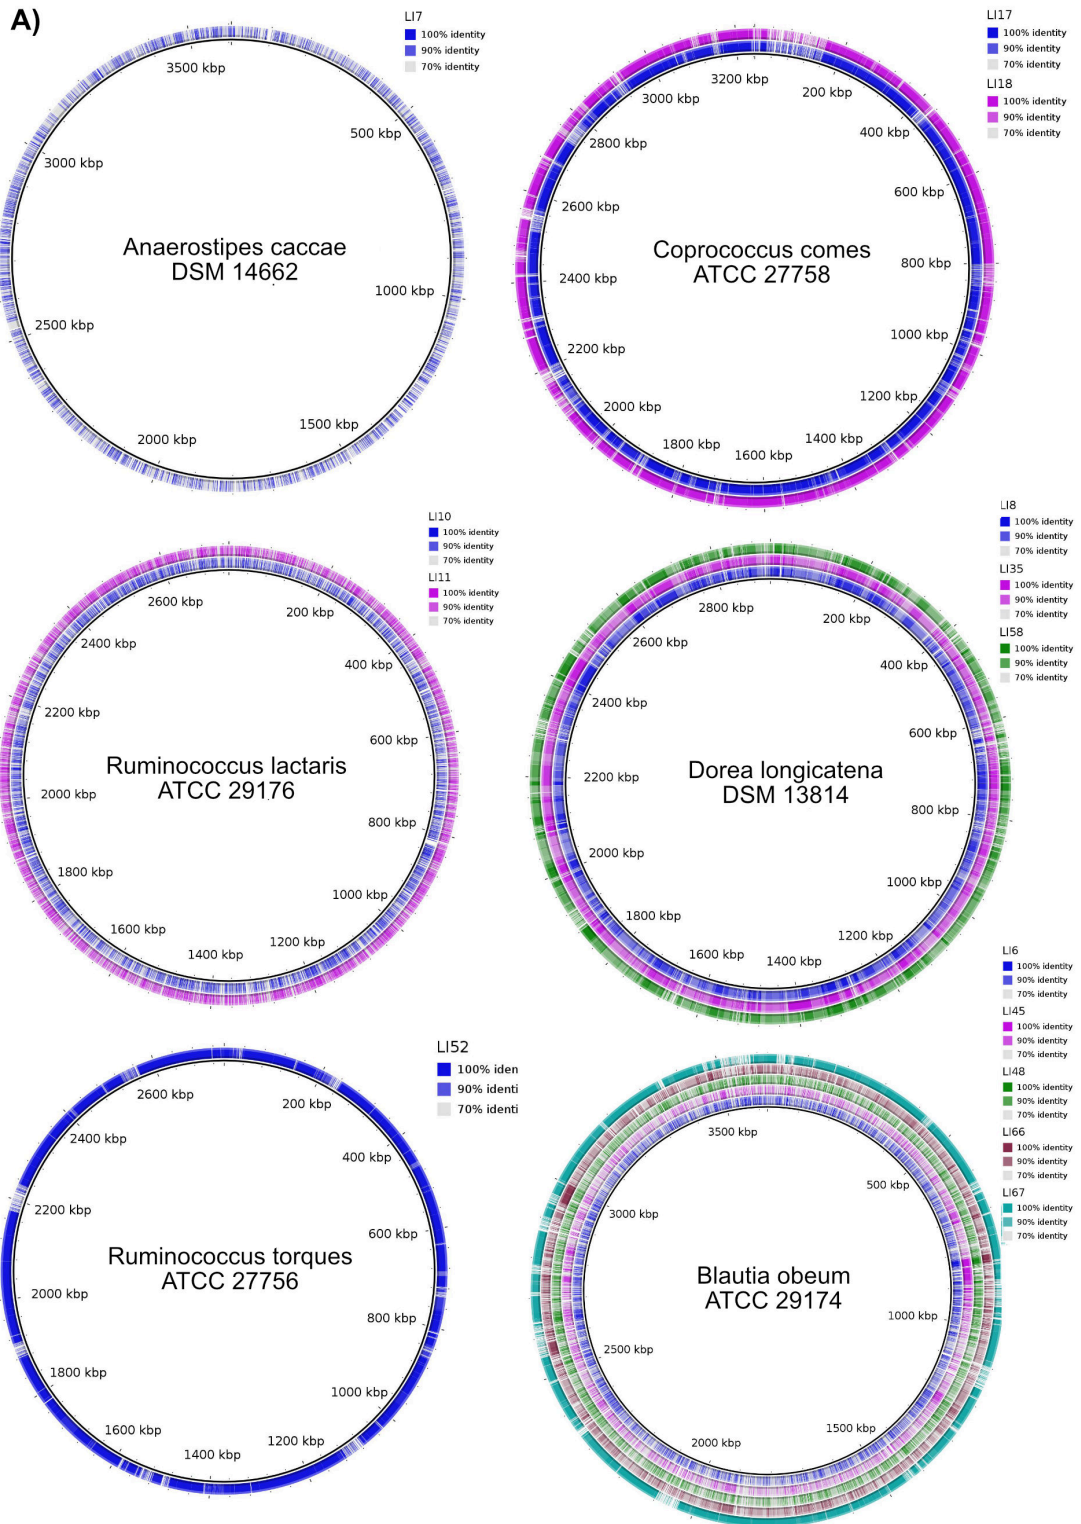 A)
LI7
100% identity
90% identity
70% identity
3500 kbp
500 kbp
3000 kbp
Anaerostipes caccae
DSM 14662
1000 kbp
2500 kbp
1500 kbp
2000 kbp
LI17
100% identity
90% identity
70% identity
LI18
100% identity
90% identity
70% identity
3200 kbp
200 kbp
3000 kbp
400 kbp
2800 kbp
600 kbp
2600 kbp
Coprococcus comes
ATCC 27758
800 kbp
2400 kbp
1000 kbp
2200 kbp
1200 kbp
2000 kbp
1400 kbp
1800 kbp
1600 kbp
LI10
100% identity
90% identity
70% identity
LI11
100% identity
90% identity
70% identity
2600 kbp
200 kbp
2400 kbp
400 kbp
2200 kbp
600 kbp
Ruminococcus lactaris
ATCC 29176
2000 kbp
800 kbp
1800 kbp
1000 kbp
1600 kbp
1200 kbp
1400 kbp
LI8
100% identity
90% identity
70% identity
LI35
100% identity
90% identity
70% identity
LI58
100% identity
90% identity
70% identity
2800 kbp
200 kbp
2600 kbp
400 kbp
2400 kbp
600 kbp
Dorea longicatena
DSM 13814
2200 kbp
800 kbp
2000 kbp
1000 kbp
1800 kbp
1200 kbp
1600 kbp
1400 kbp
LI52
100% iden
90% identi
70% identi
2600 kbp
200 kbp
2400 kbp
400 kbp
2200 kbp
600 kbp
Ruminococcus torques
ATCC 27756
2000 kbp
800 kbp
1800 kbp
1000 kbp
1600 kbp
1200 kbp
1400 kbp
LI6
100% identity
90% identity
70% identity
LI45
100% identity
90% identity
70% identity
LI48
100% identity
90% identity
70% identity
LI66
100% identity
90% identity
70% identity
LI67
100% identity
90% identity
70% identity
3500 kbp
500 kbp
3000 kbp
Blautia obeum
ATCC 29174
1000 kbp
2500 kbp
1500 kbp
2000 kbp